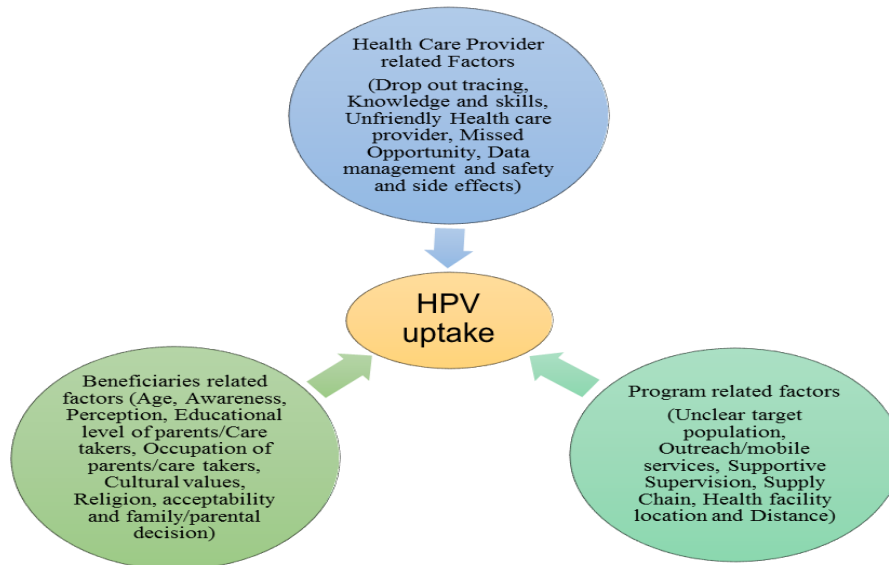 Health Care Provider
related Factors
(Drop out tracing,
Knowledge and skills,
Unfriendly Health care
provider, Missed
Opportunity, Data
management and safety
and side effects)
HPV
uptake
Beneficiaries related
factors (Age, Awareness,
Perception, Educational
level of parents/Care
takers, Occupation of
parents/care takers,
Cultural values,
Religion, acceptability
and family/parental
decision)
Program related factors
(Unclear target
population,
Outreach/mobile
services, Supportive
Supervision, Supply
Chain, Health facility
location and Distance)